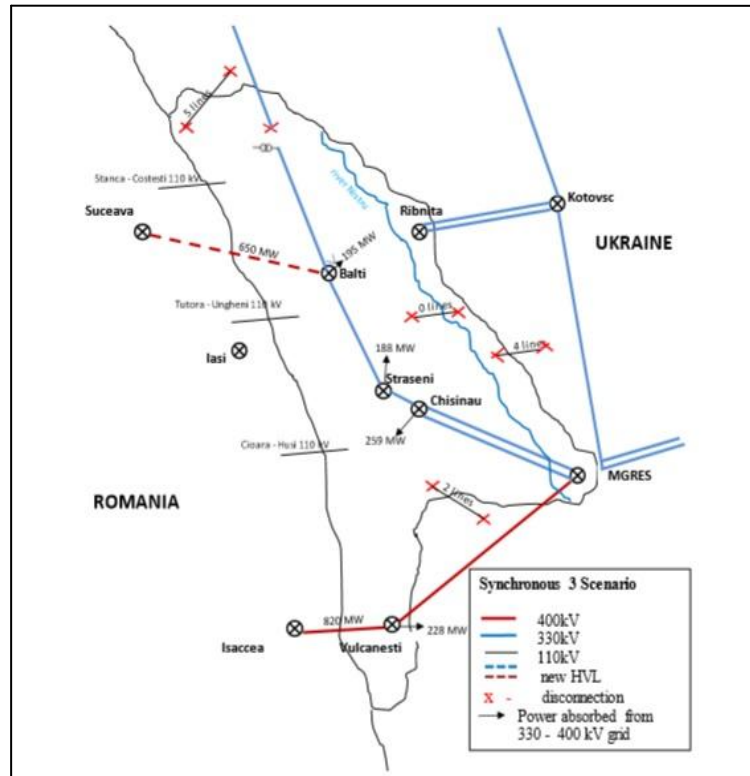 5 lines
Stanca - Costesti 110 kV
river Nistru
Suceava
Ribnita
Kotovsc
UKRAINE
650 MW
195 MW
Balti
Tutora - Ungheni 110 kV
0 lines
4 lines
Iasi
188 MW
Straseni
Chisinau
259 MW
Cioara - Husi 110 kV
MGRES
2 lines
ROMANIA
820 MW
228 MW
Isaccea
Vulcanesti
Synchronous 3 Scenario
400kV
330kV
110kV
new HVL
X - disconnection
Power absorbed from
330 - 400 kV grid